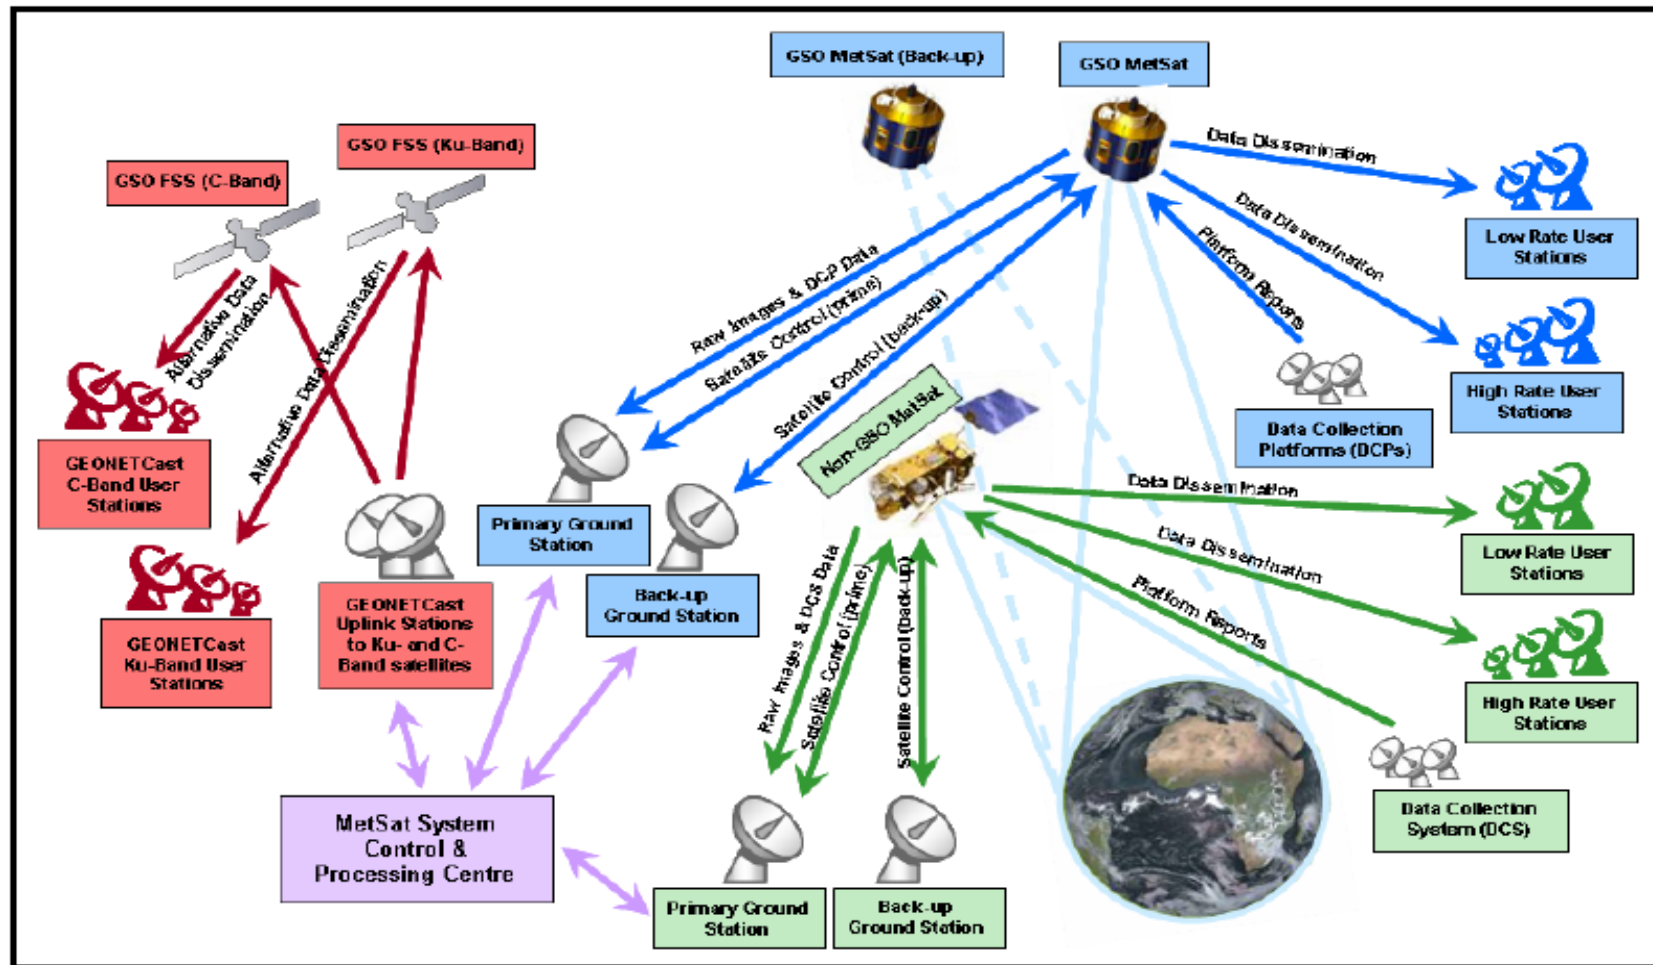 GSO MetSat (Back-up)
GSO MetSat
GSO FSS (Ku-Band)
GSO FSS (C-Band)
Data Dissemination
Data Dissemination
Platform Reports
Low Rate User
Stations
High Rate User
Stations
Data Collection
Platforms (DCPs)
Raw Images & DCP Data
Satellite Control (prime)
Satellite Control (back-up)
Alternative Data
Dissemination
Alternative Data Dissemination
GEONETCast
C-Band User
Stations
GEONETCast
Ku-Band User
Stations
GEONETCast
Uplink Stations
to Ku- and C-
Band satellites
Primary Ground
Station
Back-up
Ground Station
Non-GSO MetSat
Data Dissemination
Data Dissemination
Platform Reports
Low Rate User
Stations
High Rate User
Stations
Data Collection
System (DCS)
Raw Images & DCS Data
Satellite Control (prime)
Satellite Control (back-up)
MetSat System
Control &
Processing Centre
Primary Ground
Station
Back-up
Ground Station